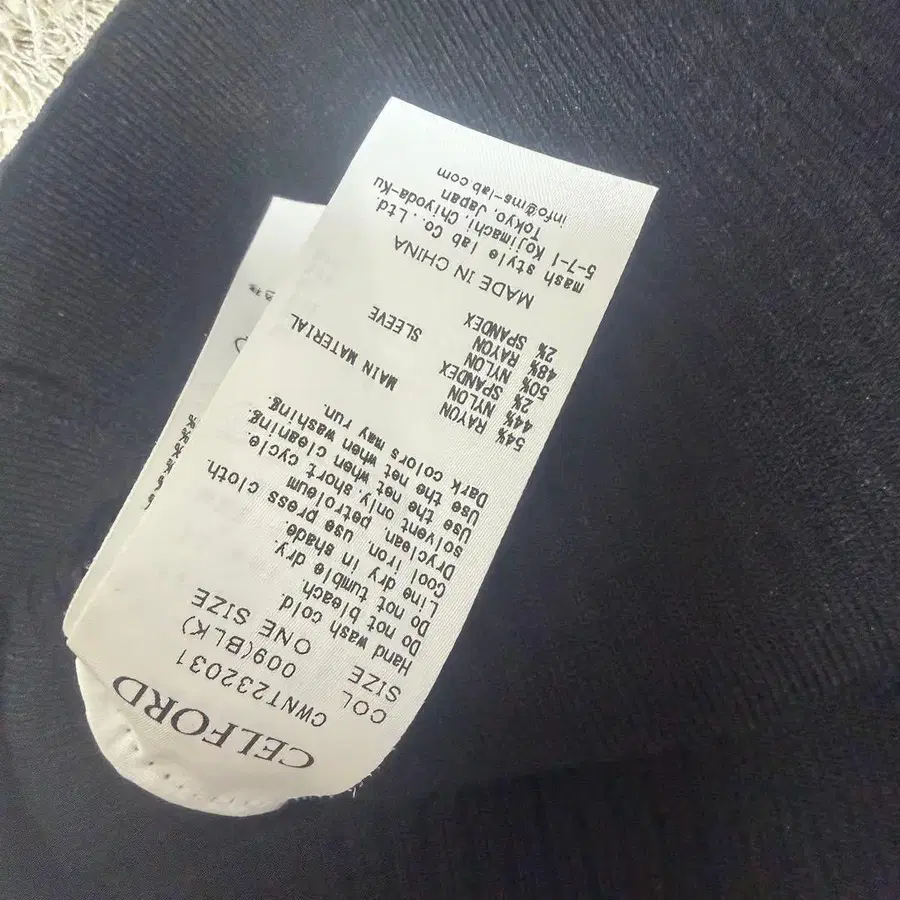 CELFORD
CWNT232031
COL 009(BLK)
SIZE ONE SIZE
Hand wash cold.
Do not bleach.
Do not tumble dry.
Line dry in shade.
Cool iron, use press cloth.
Dryclean, petroleum
solvent only, short cycle.
Use the net when cleaning.
Use the net when washing.
Dark colors may run.
MAIN MATERIAL
54% RAYON
44% NYLON
2% SPANDEX
SLEEVE
50% NYLON
48% RAYON
2% SPANDEX
MADE IN CHINA
mash style lab Co., Ltd.
5-7-1 Kojimachi, Chiyoda-Ku
Tokyo, Japan
info@ms-lab.com